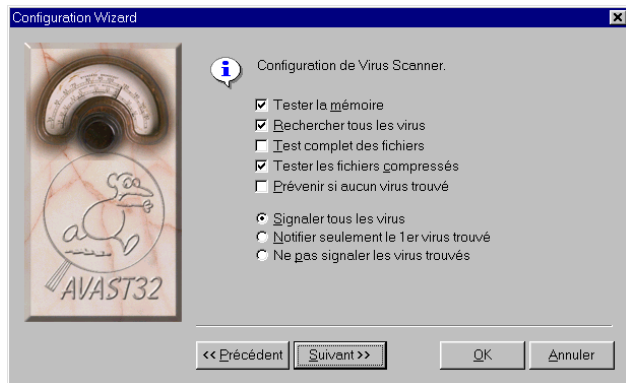 Configuration Wizard
Configuration de Virus Scanner.
Tester la mémoire
Rechercher tous les virus
Test complet des fichiers
Tester les fichiers compressés
Prévenir si aucun virus trouvé
Signaler tous les virus
Notifier seulement le 1er virus trouvé
Ne pas signaler les virus trouvés
AVAST32
<< Précédent
Suivant >>
OK
Annuler